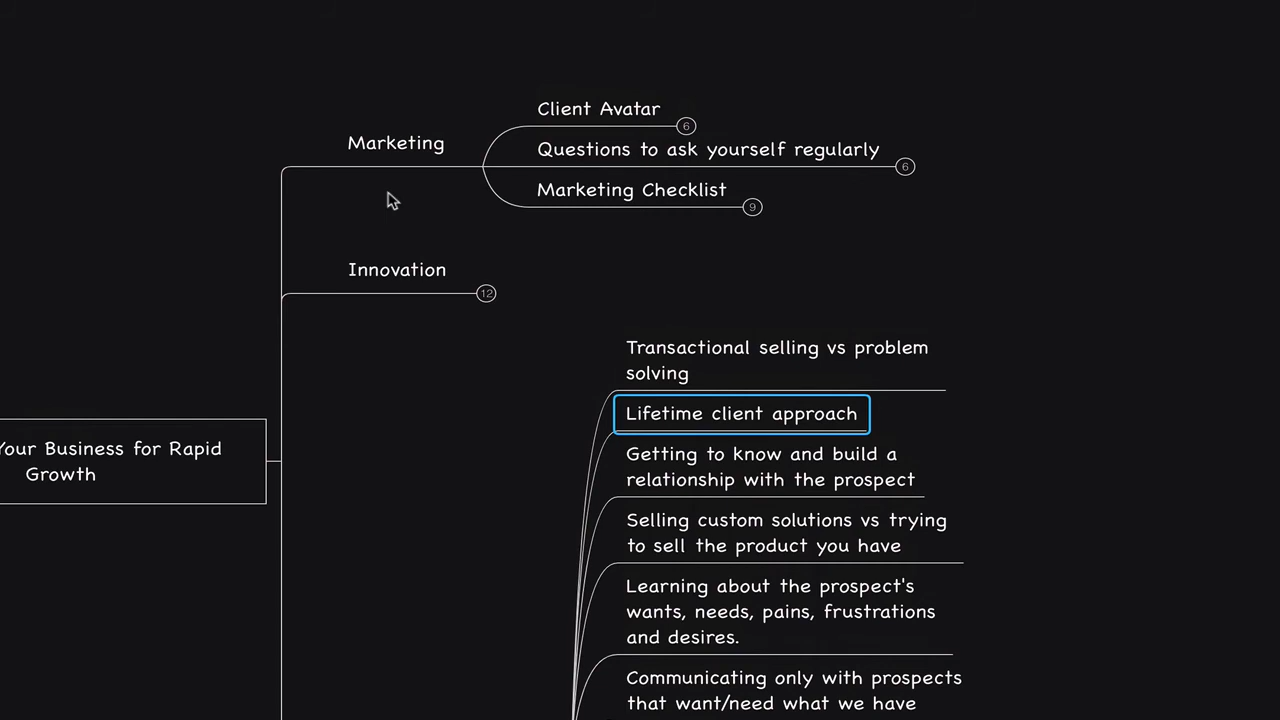 Client Avatar
6
Marketing
Questions to ask yourself regularly
6
Marketing Checklist
9
Innovation
12
Transactional selling vs problem
solving
Lifetime client approach
Your Business for Rapid
Growth
Getting to know and build a
relationship with the prospect
Selling custom solutions vs trying
to sell the product you have
Learning about the prospect's
wants, needs, pains, frustrations
and desires.
Communicating only with prospects
that want/need what we have